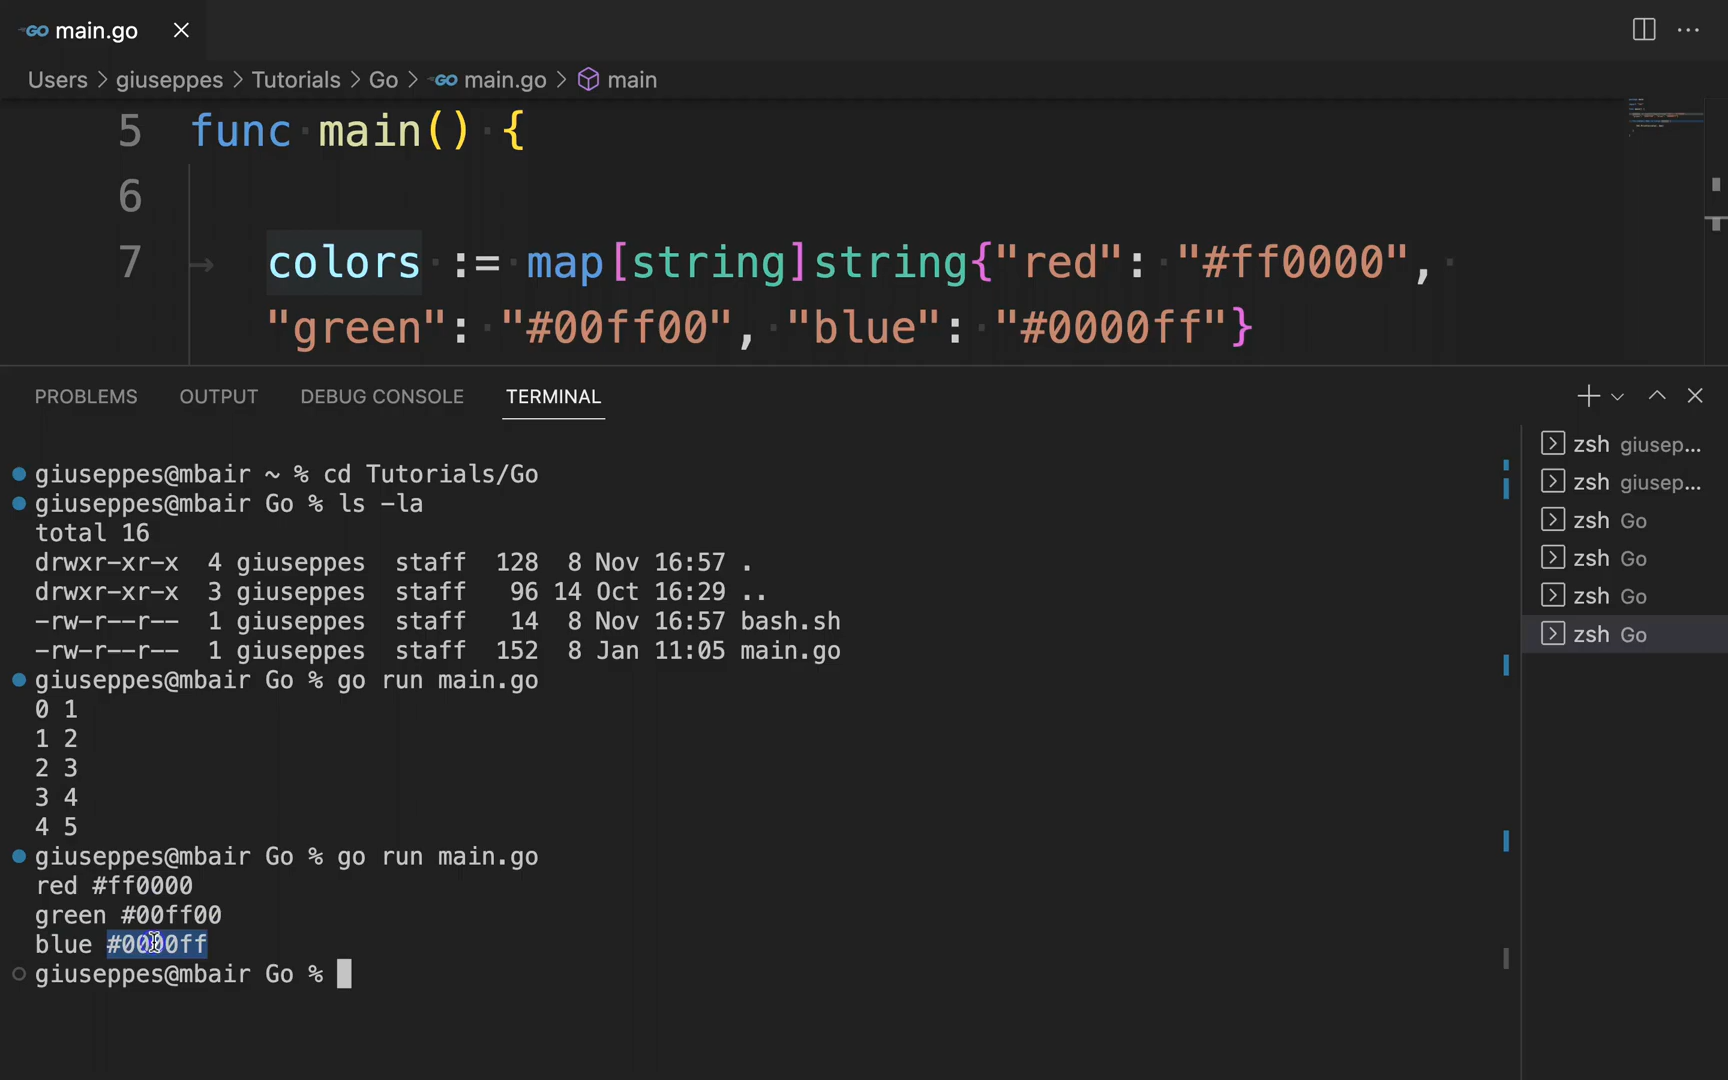 GO main.go
Users > giuseppes > Tutorials > Go > GO main.go > main
5 func main() {
6
7 colors := map[string]string{"red": "#ff0000",
"green": "#00ff00", "blue": "#0000ff"}
PROBLEMS OUTPUT DEBUG CONSOLE TERMINAL
giuseppes@mbair ~ % cd Tutorials/Go
giuseppes@mbair Go % ls -la
total 16
drwxr-xr-x 4 giuseppes staff 128 8 Nov 16:57 .
drwxr-xr-x 3 giuseppes staff 96 14 Oct 16:29 ..
-rw-r--r-- 1 giuseppes staff 14 8 Nov 16:57 bash.sh
-rw-r--r-- 1 giuseppes staff 152 8 Jan 11:05 main.go
giuseppes@mbair Go % go run main.go
0 1
1 2
2 3
3 4
4 5
giuseppes@mbair Go % go run main.go
red #ff0000
green #00ff00
blue #0000ff
giuseppes@mbair Go %
zsh giusep...
zsh giusep...
zsh Go
zsh Go
zsh Go
zsh Go